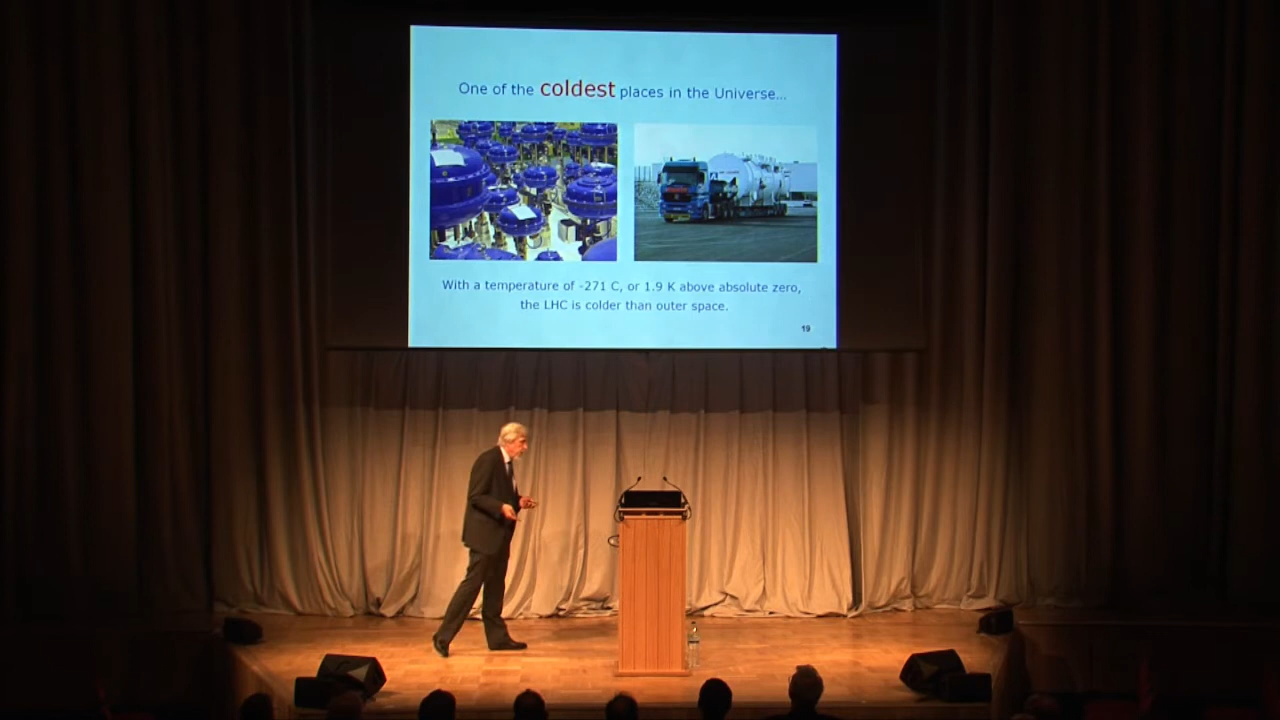 One of the coldest places in the Universe...
With a temperature of -271 C, or 1.9 K above absolute zero,
the LHC is colder than outer space.
19